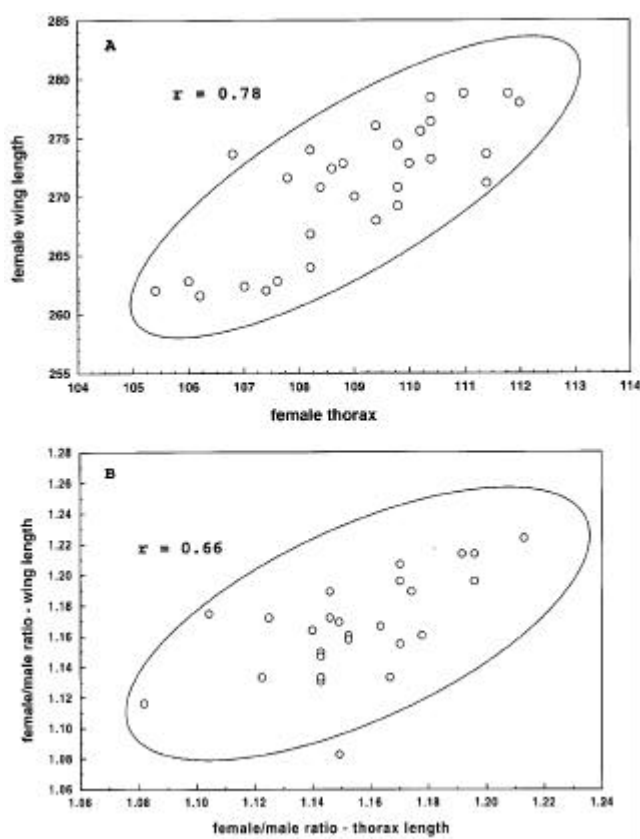 285
A
r = 0.78
280
275
270
265
260
255
female wing length
104 105 106 107 108 109 110 111 112 113 114
female thorax
1.28
B
1.26
1.24
r = 0.66
1.22
1.20
1.18
1.16
1.14
1.12
1.10
1.08
1.06
female/male ratio - wing length
1.08 1.10 1.12 1.14 1.16 1.18 1.20 1.22 1.24
female/male ratio - thorax length